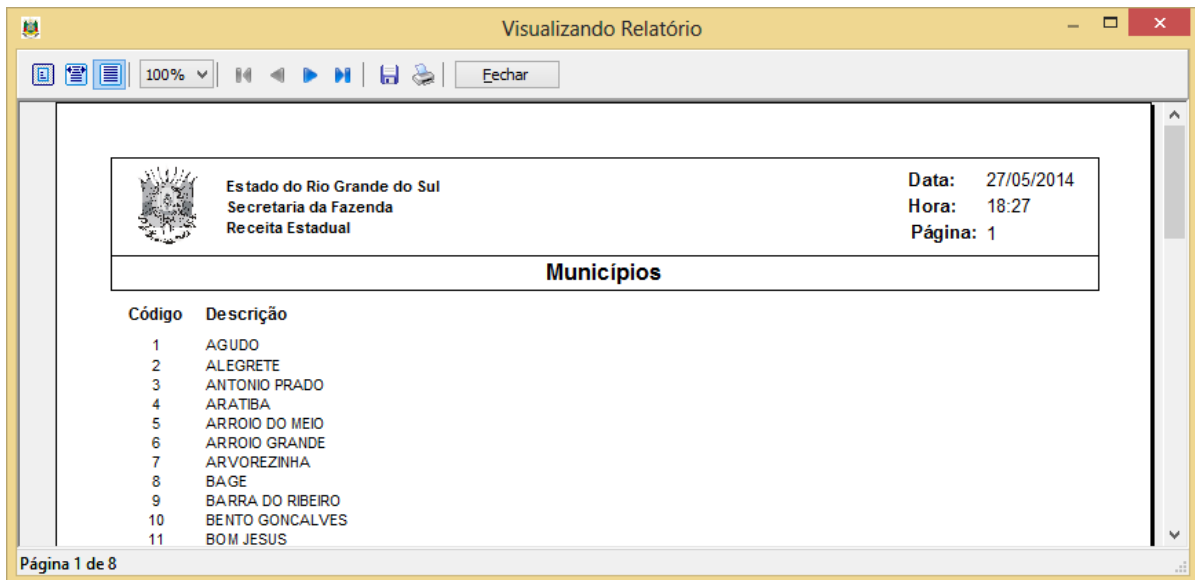 Visualizando Relatório
100%
Fechar
Estado do Rio Grande do Sul
Secretaria da Fazenda
Receita Estadual
Data: 27/05/2014
Hora: 18:27
Página: 1
Municípios
Código Descrição
1 AGUDO
2 ALEGRETE
3 ANTONIO PRADO
4 ARATIBA
5 ARROIO DO MEIO
6 ARROIO GRANDE
7 ARVOREZINHA
8 BAGE
9 BARRA DO RIBEIRO
10 BENTO GONCALVES
11 BOM JESUS
Página 1 de 8